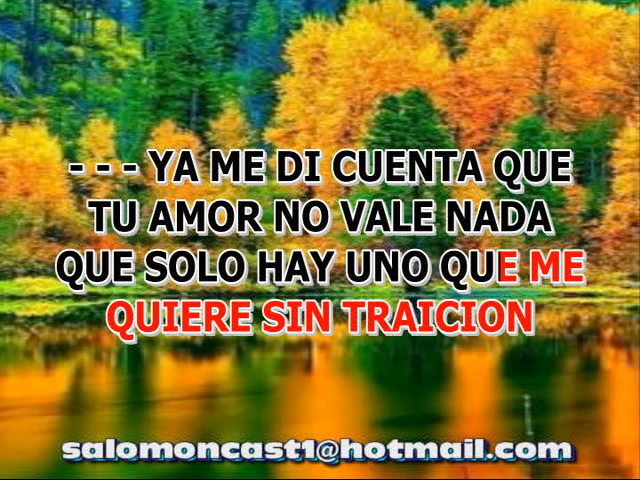 - - - YA ME DI CUENTA QUE
TU AMOR NO VALE NADA
QUE SOLO HAY UNO QUE ME
QUIERE SIN TRAICION
salomoncast1@hotmail.com